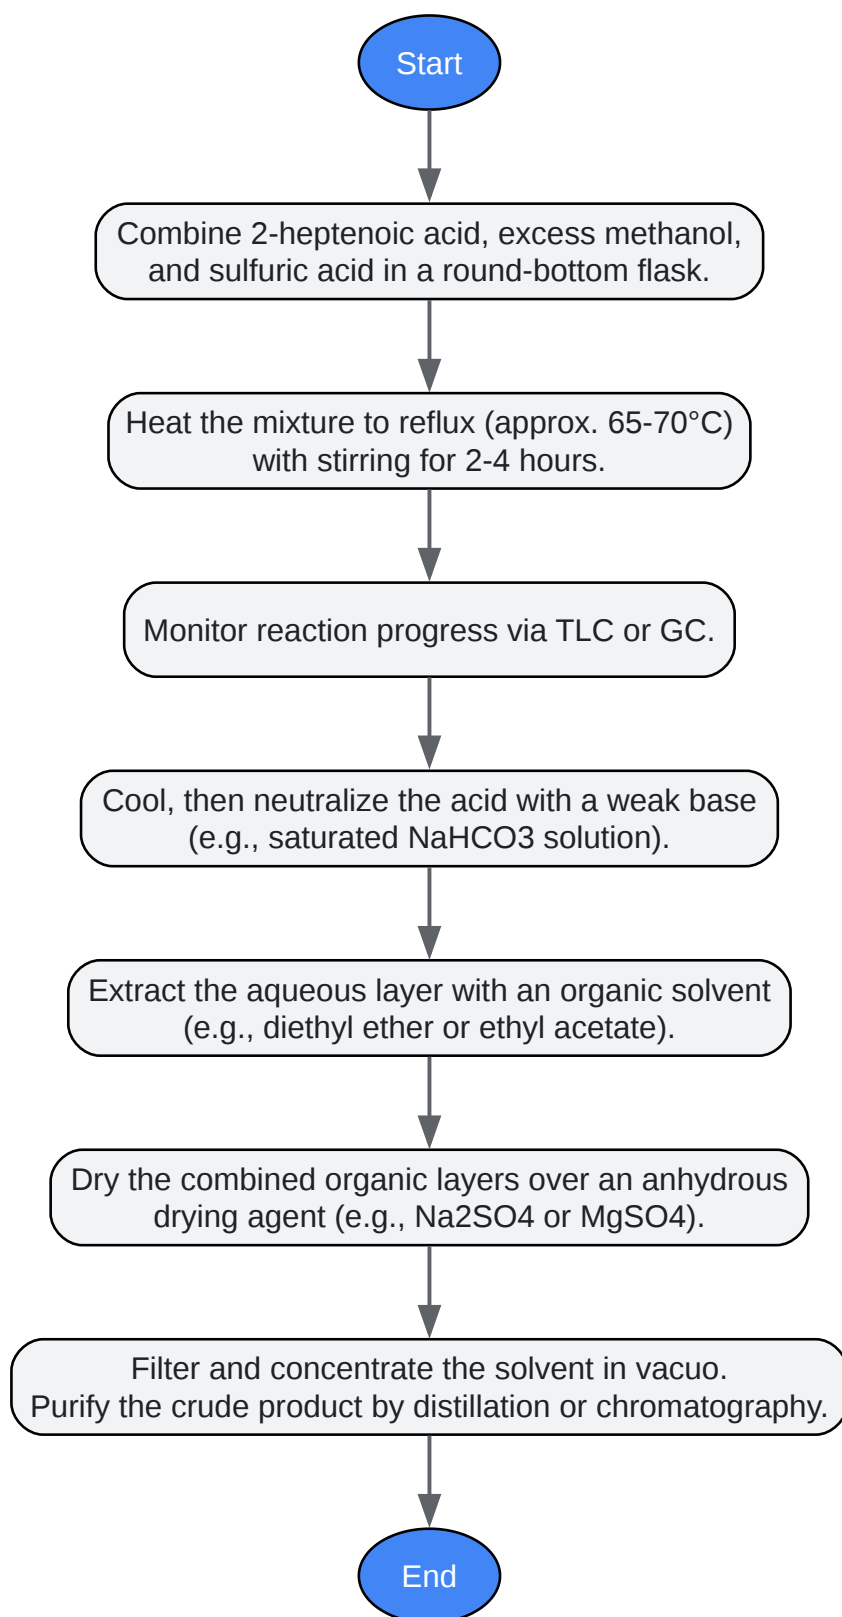 Start
Combine 2-heptenoic acid, excess methanol,
and sulfuric acid in a round-bottom flask.
Heat the mixture to reflux (approx. 65-70°C)
with stirring for 2-4 hours.
Monitor reaction progress via TLC or GC.
Cool, then neutralize the acid with a weak base
(e.g., saturated NaHCO3 solution).
Extract the aqueous layer with an organic solvent
(e.g., diethyl ether or ethyl acetate).
Dry the combined organic layers over an anhydrous
drying agent (e.g., Na2SO4 or MgSO4).
Filter and concentrate the solvent in vacuo.
Purify the crude product by distillation or chromatography.
End